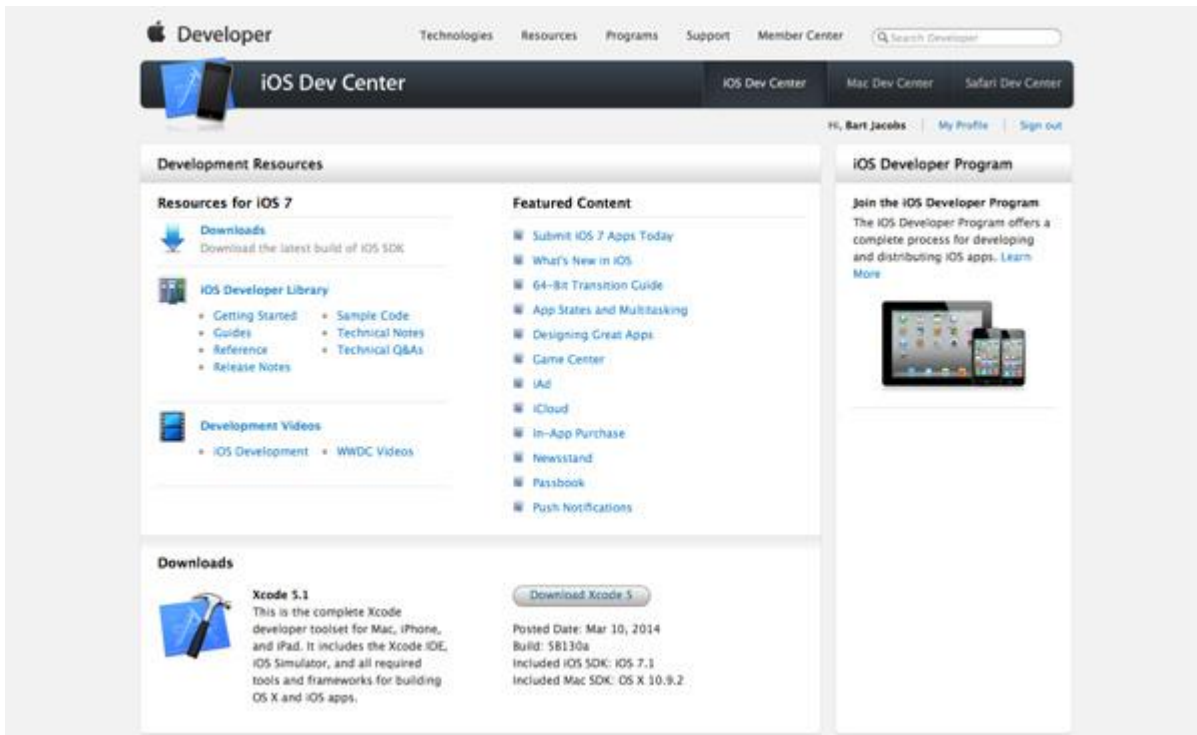 Developer
Technologies Resources Programs Support Member Center Search Developer
iOS Dev Center
iOS Dev Center Mac Dev Center Safari Dev Center
Hi, Bart Jacobs My Profile Sign out
Development Resources
Resources for iOS 7
Downloads
Download the latest build of iOS SDK
iOS Developer Library
Getting Started
Guides
Reference
Release Notes
Sample Code
Technical Notes
Technical Q&As
Development Videos
iOS Development
WWDC Videos
Featured Content
Submit iOS 7 Apps Today
What's New in iOS
64-Bit Transition Guide
App States and Multitasking
Designing Great Apps
Game Center
iAd
iCloud
In-App Purchase
Newsstand
Passbook
Push Notifications
iOS Developer Program
Join the iOS Developer Program
The iOS Developer Program offers a
complete process for developing
and distributing iOS apps. Learn
More
Downloads
Xcode 5.1
This is the complete Xcode
developer toolset for Mac, iPhone,
and iPad. It includes the Xcode IDE,
iOS Simulator, and all required
tools and frameworks for building
OS X and iOS apps.
Download Xcode 5
Posted Date: Mar 10, 2014
Build: 5B130a
Included iOS SDK: iOS 7.1
Included Mac SDK: OS X 10.9.2